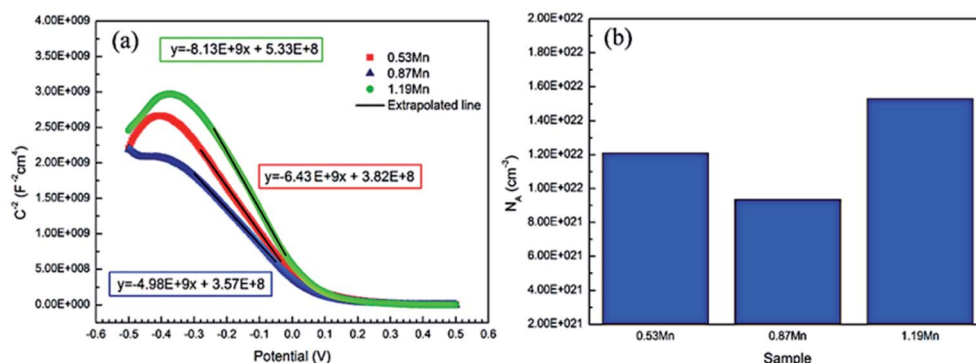 (a)
y=-8.13E+9x + 5.33E+8
0.53Mn
0.87Mn
1.19Mn
Extrapolated line
y=-6.43 E+9x + 3.82E+8
y=-4.98E+9x + 3.57E+8
C⁻² (F⁻²cm⁴)
4.00E+009
3.50E+009
3.00E+009
2.50E+009
2.00E+009
1.50E+009
1.00E+009
5.00E+008
0.00E+000
-0.6 -0.5 -0.4 -0.3 -0.2 -0.1 0.0 0.1 0.2 0.3 0.4 0.5 0.6
Potential (V)
(b)
N_A (cm⁻³)
2.00E+022
1.80E+022
1.60E+022
1.40E+022
1.20E+022
1.00E+022
8.00E+021
6.00E+021
4.00E+021
2.00E+021
0.53Mn 0.87Mn 1.19Mn
Sample